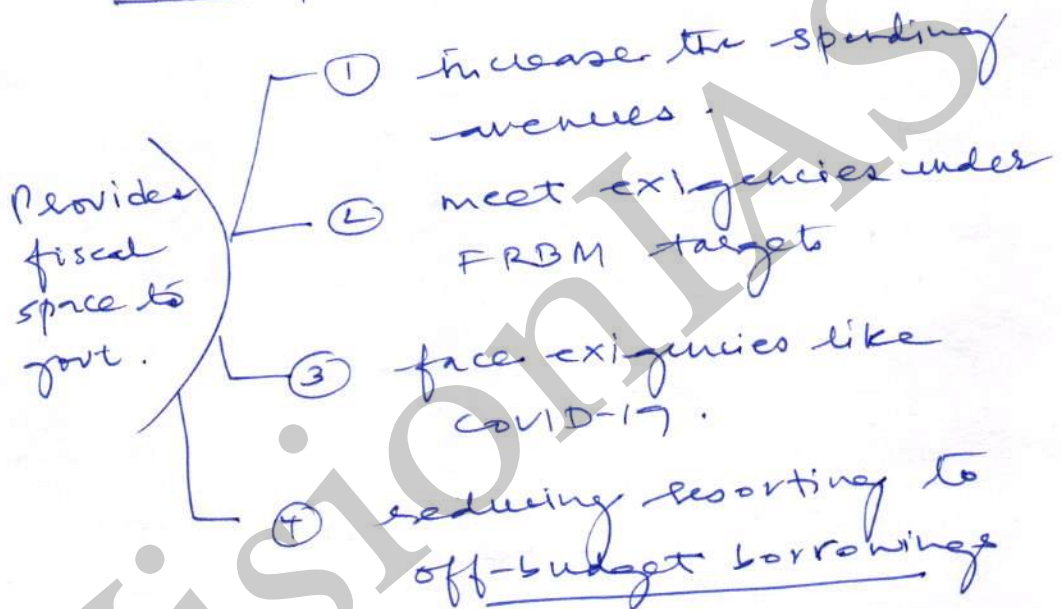 Provides
fiscal
space to
govt.
① increase the spending
avenues.
② meet exigencies under
FRBM targets
③ face exigencies like
COVID-19.
④ reducing resorting to
off-budget borrowings
VisionIAS